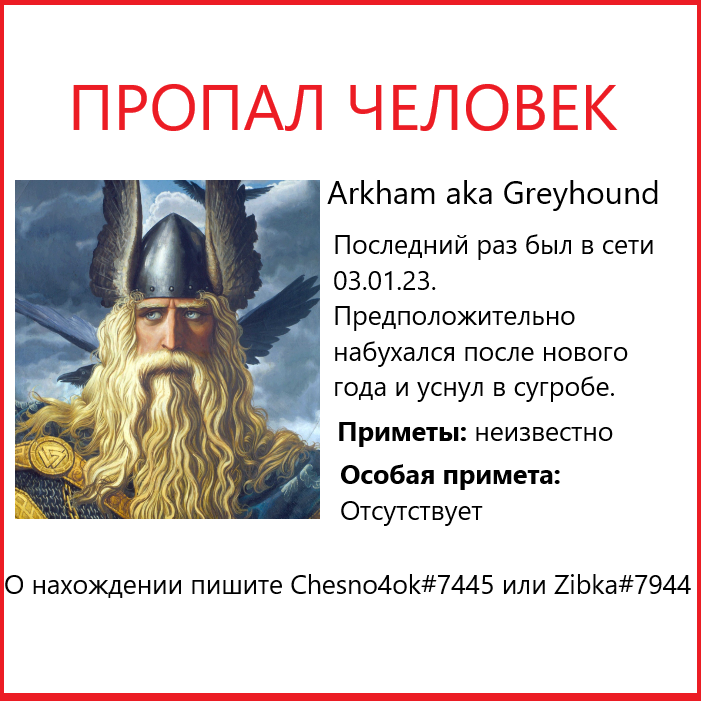 ПРОПАЛ ЧЕЛОВЕК
Arkham aka Greyhound
Последний раз был в сети
03.01.23.
Предположительно
набухался после нового
года и уснул в сугробе.
Приметы: неизвестно
Особая примета:
Отсутствует
О нахождении пишите Chesno4ok#7445 или Zibka#7944